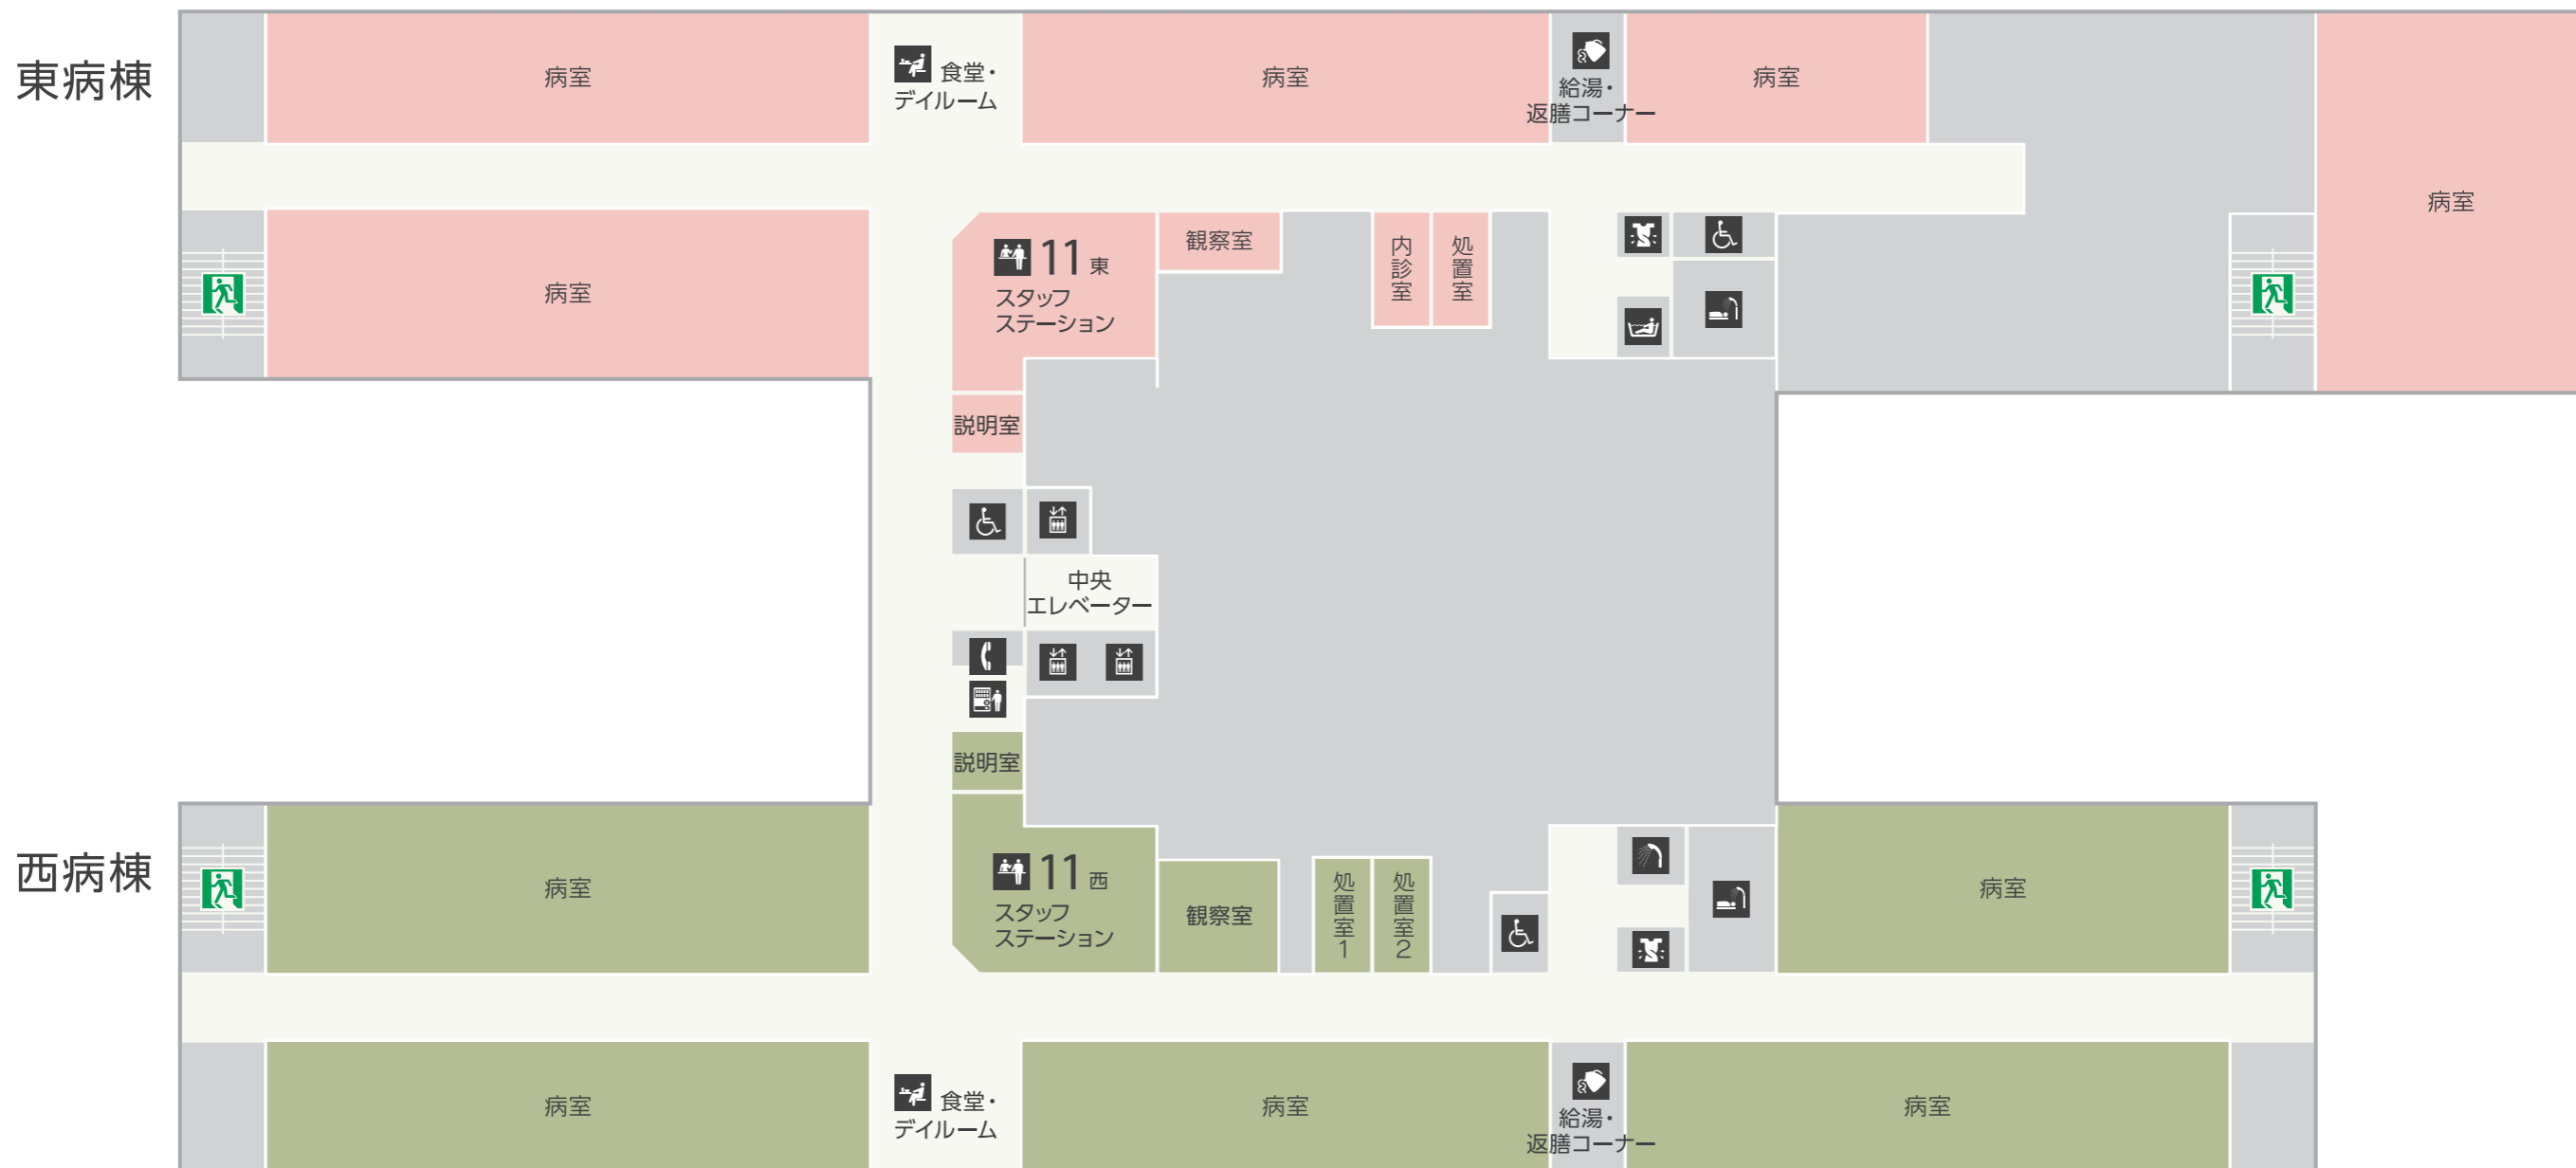 東病棟
病室
食堂・
デイルーム
病室
給湯・
返膳コーナー
病室
病室
病室
11東
スタッフ
ステーション
観察室
内診室
処置室
説明室
中央
エレベーター
説明室
西病棟
病室
11西
スタッフ
ステーション
観察室
処置室1
処置室2
病室
病室
食堂・
デイルーム
病室
給湯・
返膳コーナー
病室